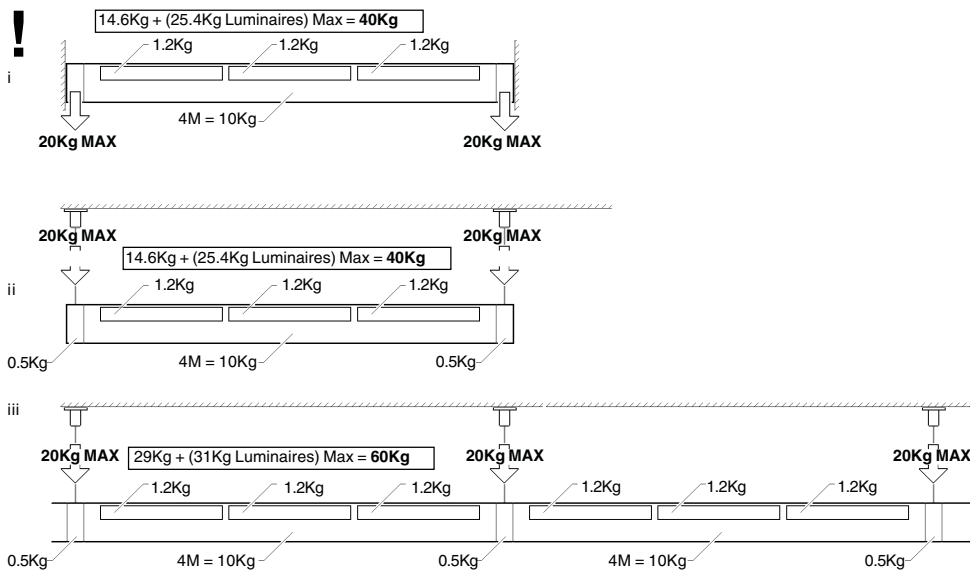 !
14.6Kg + (25.4Kg Luminaires) Max = 40Kg
1.2Kg 1.2Kg 1.2Kg
i
4M = 10Kg
20Kg MAX 20Kg MAX
20Kg MAX 20Kg MAX
14.6Kg + (25.4Kg Luminaires) Max = 40Kg
1.2Kg 1.2Kg 1.2Kg
ii
0.5Kg 4M = 10Kg 0.5Kg
iii
20Kg MAX 29Kg + (31Kg Luminaires) Max = 60Kg 20Kg MAX 20Kg MAX
1.2Kg 1.2Kg 1.2Kg 1.2Kg 1.2Kg 1.2Kg
0.5Kg 4M = 10Kg 0.5Kg 4M = 10Kg 0.5Kg